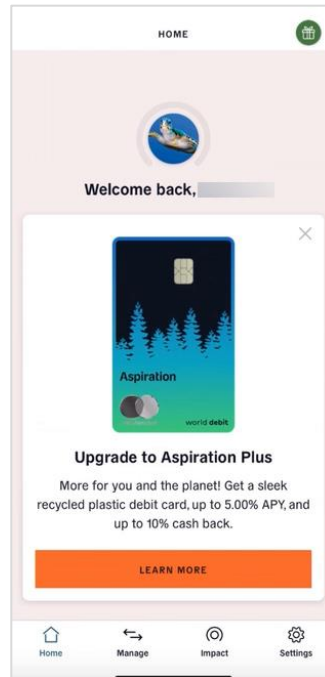 HOME
Welcome back,
Aspiration
world debit
Upgrade to Aspiration Plus
More for you and the planet! Get a sleek
recycled plastic debit card, up to 5.00% APY, and
up to 10% cash back.
LEARN MORE
Home Manage Impact Settings